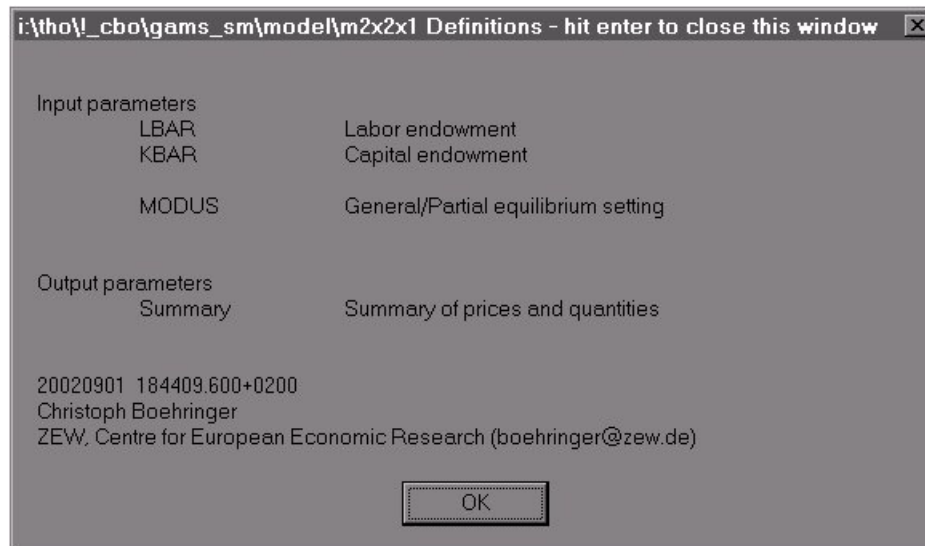 i:\tho\!_cbo\gams_sm\model\m2x2x1 Definitions - hit enter to close this window
Input parameters
LBAR Labor endowment
KBAR Capital endowment
MODUS General/Partial equilibrium setting
Output parameters
Summary Summary of prices and quantities
20020901 184409.600+0200
Christoph Boehringer
ZEW, Centre for European Economic Research (boehringer@zew.de)
OK